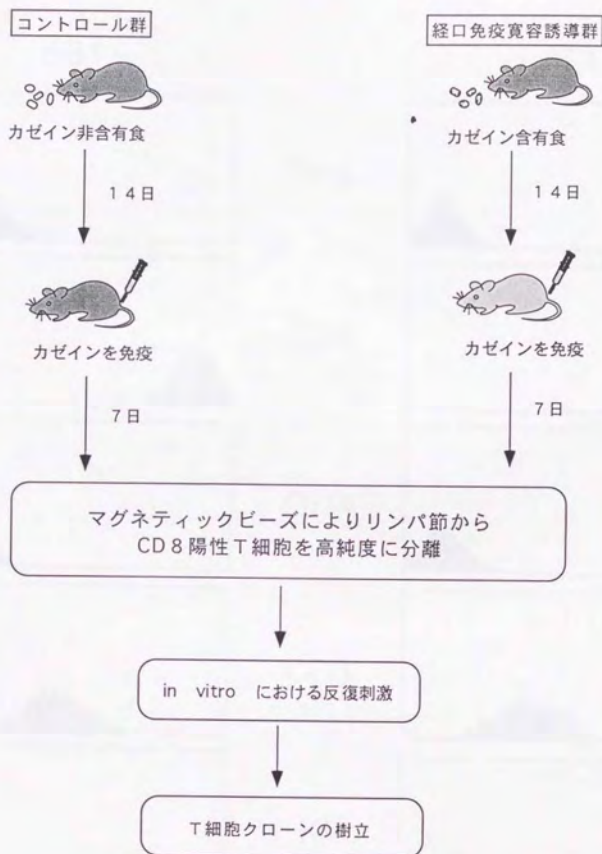 コントロール群
経口免疫寛容誘導群
カゼイン非含有食
カゼイン含有食
14日
14日
カゼインを免疫
カゼインを免疫
7日
7日
マグネティックビーズによりリンパ節から
CD8陽性T細胞を高純度に分離
in vitro における反復刺激
T細胞クローンの樹立